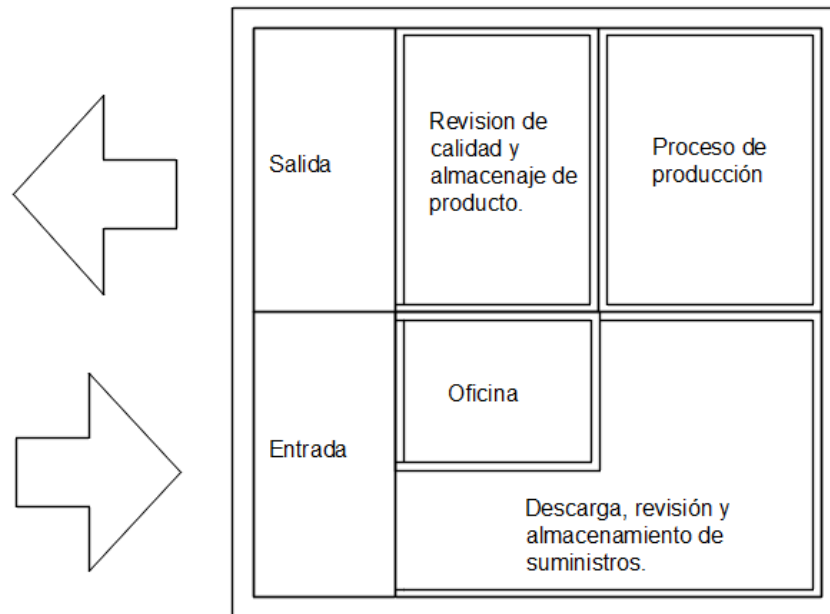 Salida
Revision de
calidad y
almacenaje de
producto.
Proceso de
producción
Entrada
Oficina
Descarga, revisión y
almacenamiento de
suministros.